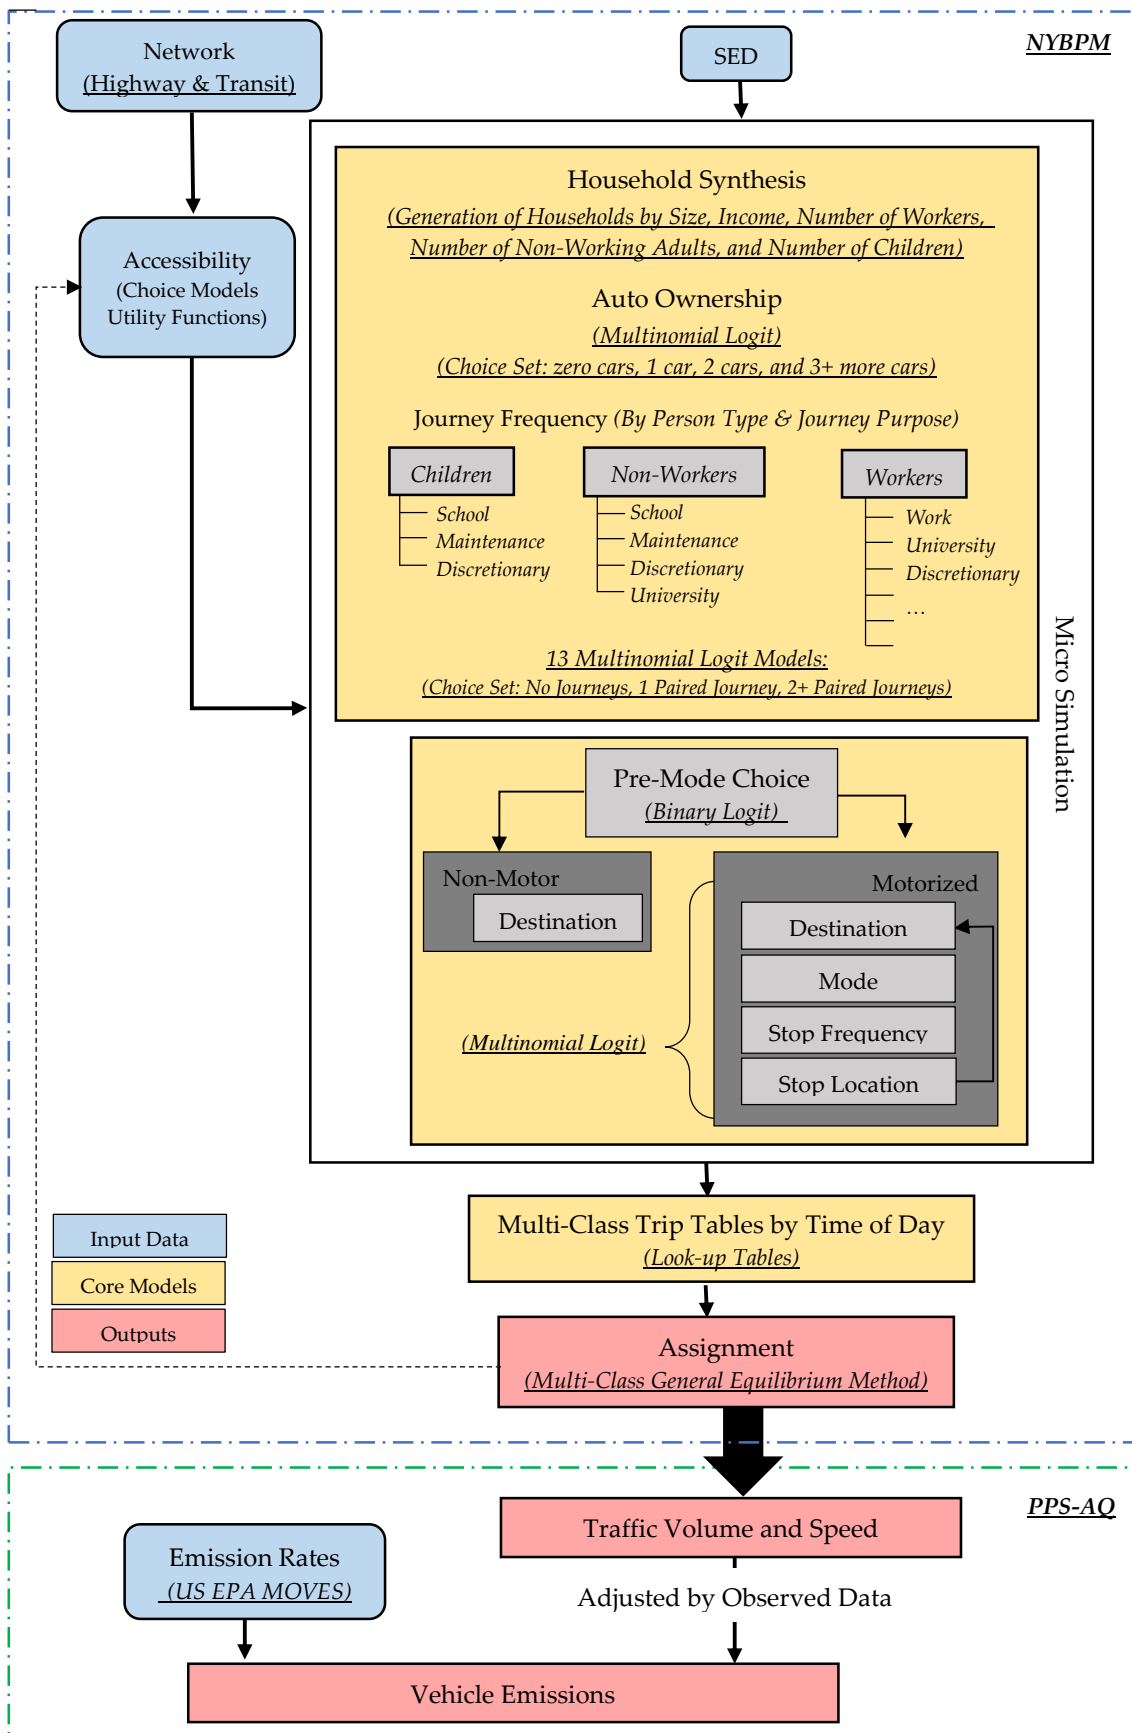 Network
(Highway & Transit)
SED
NYBPM
Household Synthesis
(Generation of Households by Size, Income, Number of Workers,
Number of Non-Working Adults, and Number of Children)
Accessibility
(Choice Models
Utility Functions)
Auto Ownership
(Multinomial Logit)
(Choice Set: zero cars, 1 car, 2 cars, and 3+ more cars)
Journey Frequency (By Person Type & Journey Purpose)
Children
School
Maintenance
Discretionary
Non-Workers
School
Maintenance
Discretionary
University
Workers
Work
University
Discretionary
...
13 Multinomial Logit Models:
(Choice Set: No Journeys, 1 Paired Journey, 2+ Paired Journeys)
Micro Simulation
Pre-Mode Choice
(Binary Logit)
Non-Motor
Destination
Motorized
Destination
Mode
Stop Frequency
Stop Location
(Multinomial Logit)
Multi-Class Trip Tables by Time of Day
(Look-up Tables)
Input Data
Core Models
Outputs
Assignment
(Multi-Class General Equilibrium Method)
PPS-AQ
Traffic Volume and Speed
Emission Rates
(US EPA MOVES)
Adjusted by Observed Data
Vehicle Emissions